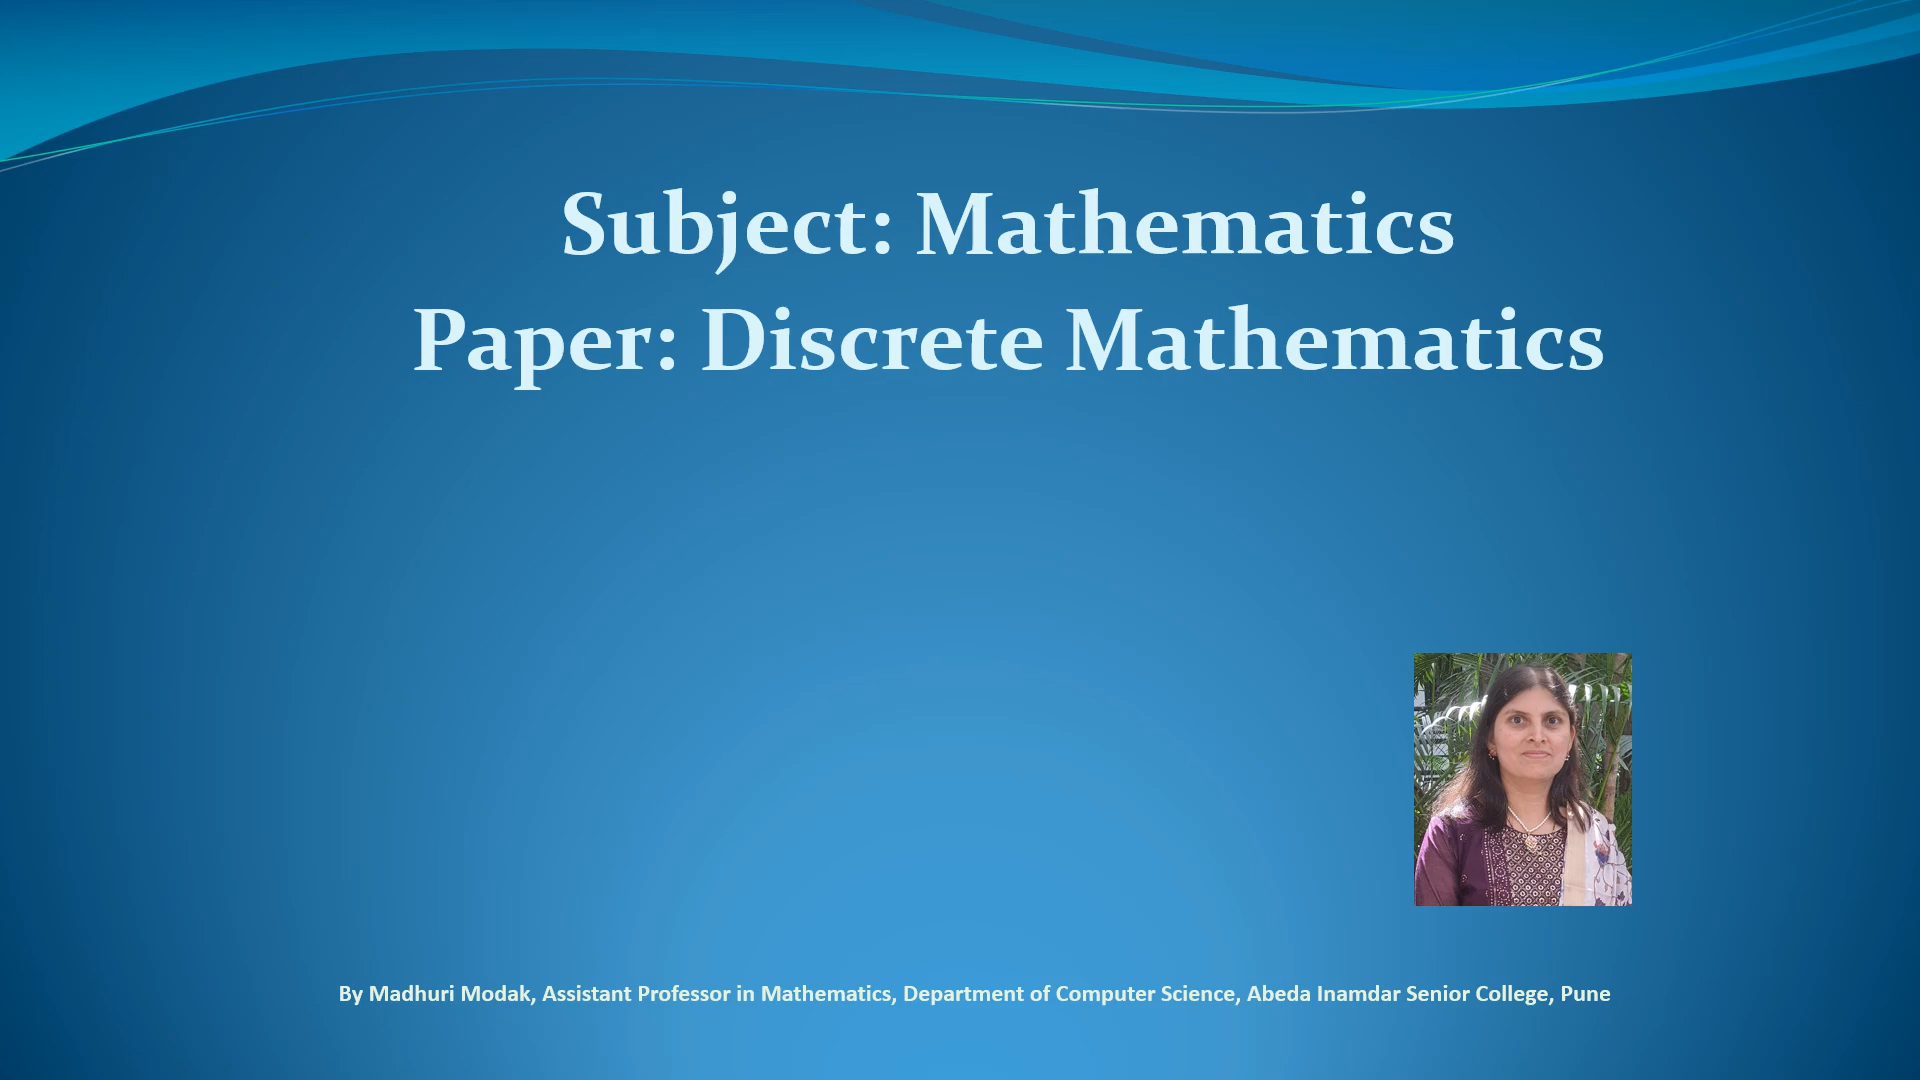 Subject: Mathematics
Paper: Discrete Mathematics
By Madhuri Modak, Assistant Professor in Mathematics, Department of Computer Science, Abeda Inamdar Senior College, Pune